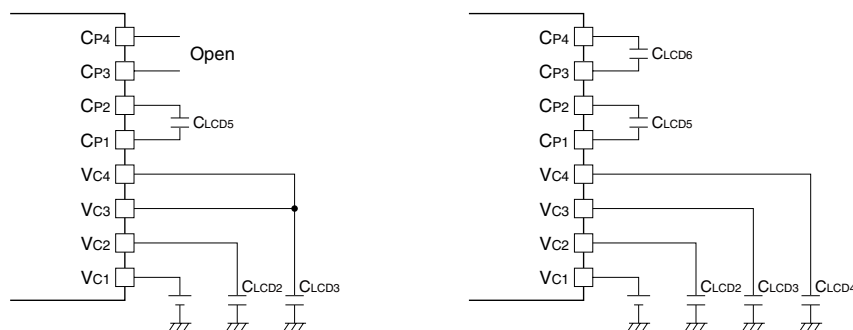 CP4
Open
CP3
CP2
CLCD5
CP1
VC4
VC3
VC2
VC1
CLCD2
CLCD3
CP4
CLCD6
CP3
CP2
CLCD5
CP1
VC4
VC3
VC2
VC1
CLCD2
CLCD3
CLCD4